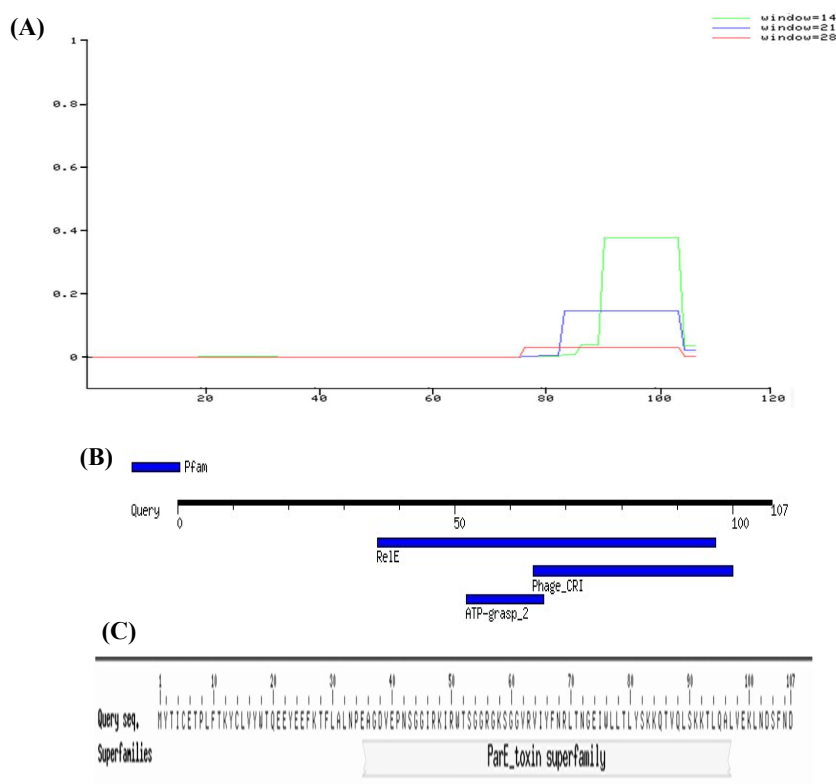 (A)
window=14
window=21
window=28
1
0.8
0.6
0.4
0.2
0
20 40 60 80 100 120
(B)
Pfam
Query
0 50 100 107
RelE
Phage_CRI
ATP-grasp_2
(C)
1 10 20 30 40 50 60 70 80 90 100 107
Query seq. MYTICETPLFTKYCLVYWTQEEYEEFKTFLALNPEAGDVEPNSGGIRKIRWTSGGRGKSGGVRVIYFNRLTNGEIWLLTLYSKKQTVQLSKKTLQALVEKLNDSFND
Superfamilies ParE_toxin superfamily